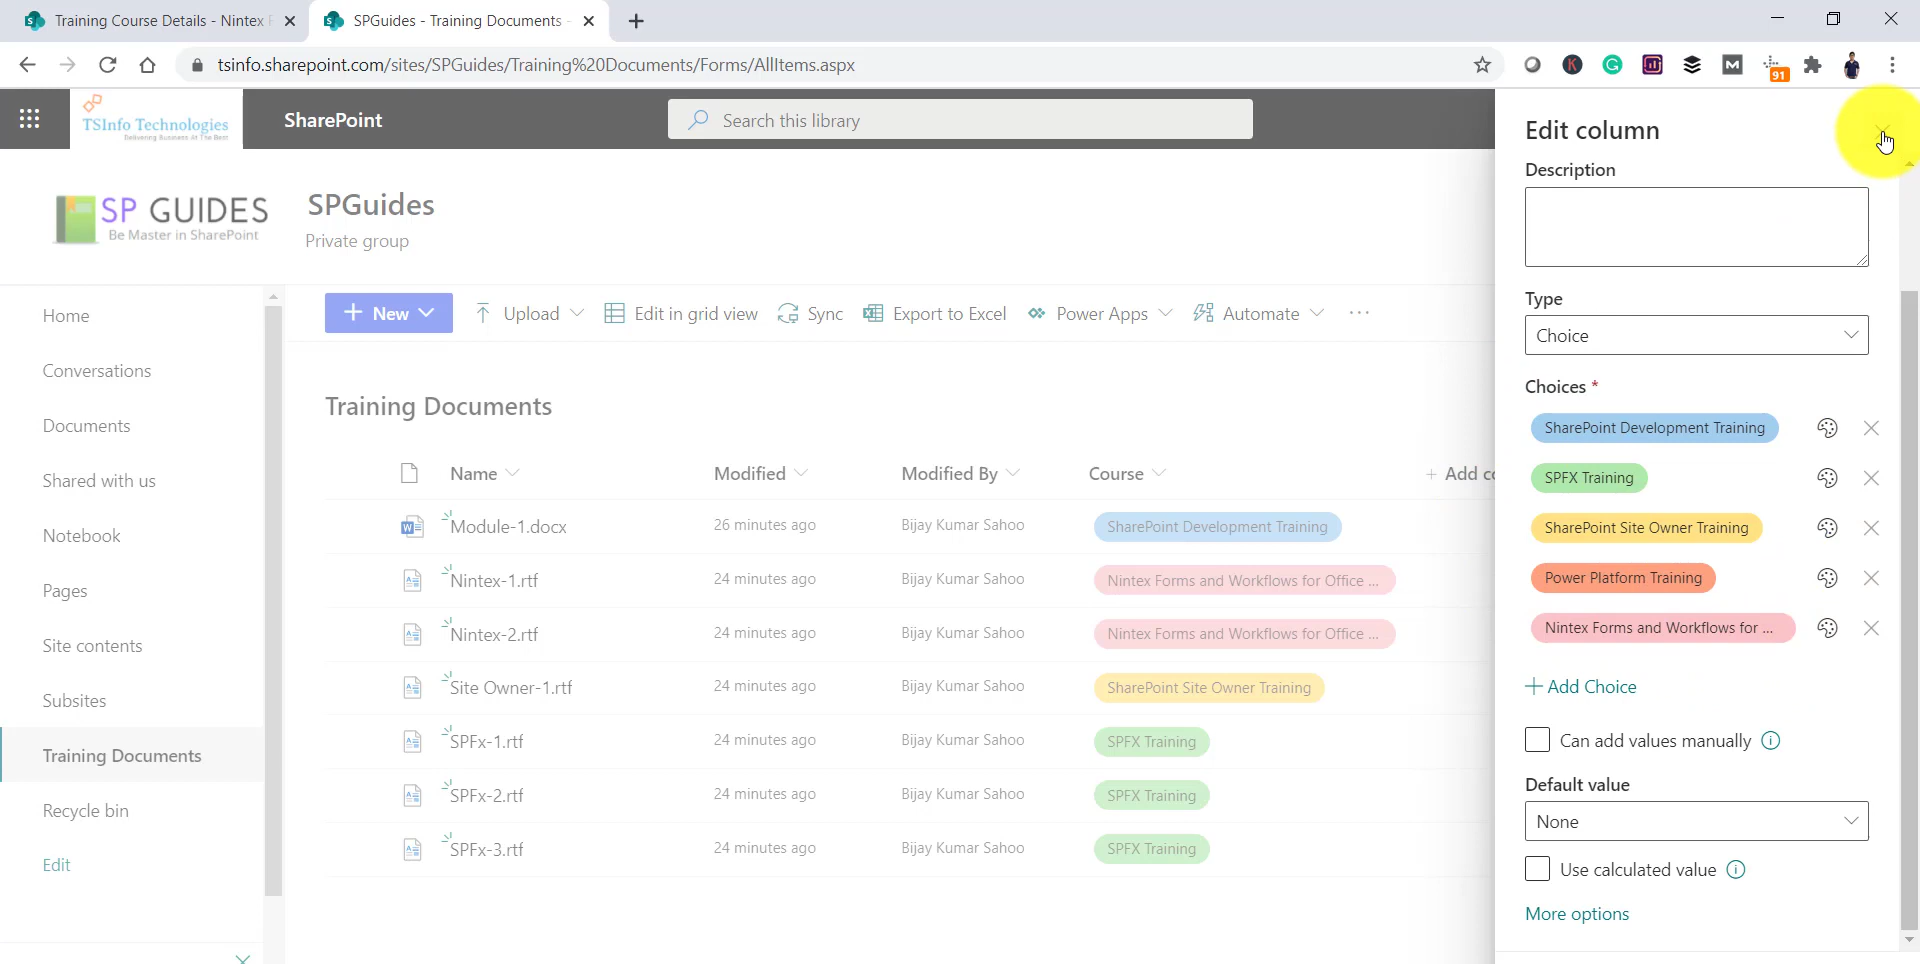 Training Course Details - Nintex F
SPGuides - Training Documents -
tsinfo.sharepoint.com/sites/SPGuides/Training%20Documents/Forms/AllItems.aspx
91
TSInfo Technologies
Delivering Business At The Best
SharePoint
Search this library
SP GUIDES
Be Master in SharePoint
SPGuides
Private group
Home
Conversations
Documents
Shared with us
Notebook
Pages
Site contents
Subsites
Training Documents
Recycle bin
Edit
New
Upload
Edit in grid view
Sync
Export to Excel
Power Apps
Automate
Training Documents
Name
Modified
Modified By
Course
+ Add co
Module-1.docx 26 minutes ago Bijay Kumar Sahoo SharePoint Development Training
Nintex-1.rtf 24 minutes ago Bijay Kumar Sahoo Nintex Forms and Workflows for Office ...
Nintex-2.rtf 24 minutes ago Bijay Kumar Sahoo Nintex Forms and Workflows for Office ...
Site Owner-1.rtf 24 minutes ago Bijay Kumar Sahoo SharePoint Site Owner Training
SPFx-1.rtf 24 minutes ago Bijay Kumar Sahoo SPFX Training
SPFx-2.rtf 24 minutes ago Bijay Kumar Sahoo SPFX Training
SPFx-3.rtf 24 minutes ago Bijay Kumar Sahoo SPFX Training
Edit column
Description
Type
Choice
Choices *
SharePoint Development Training
SPFX Training
SharePoint Site Owner Training
Power Platform Training
Nintex Forms and Workflows for ...
+ Add Choice
Can add values manually
Default value
None
Use calculated value
More options